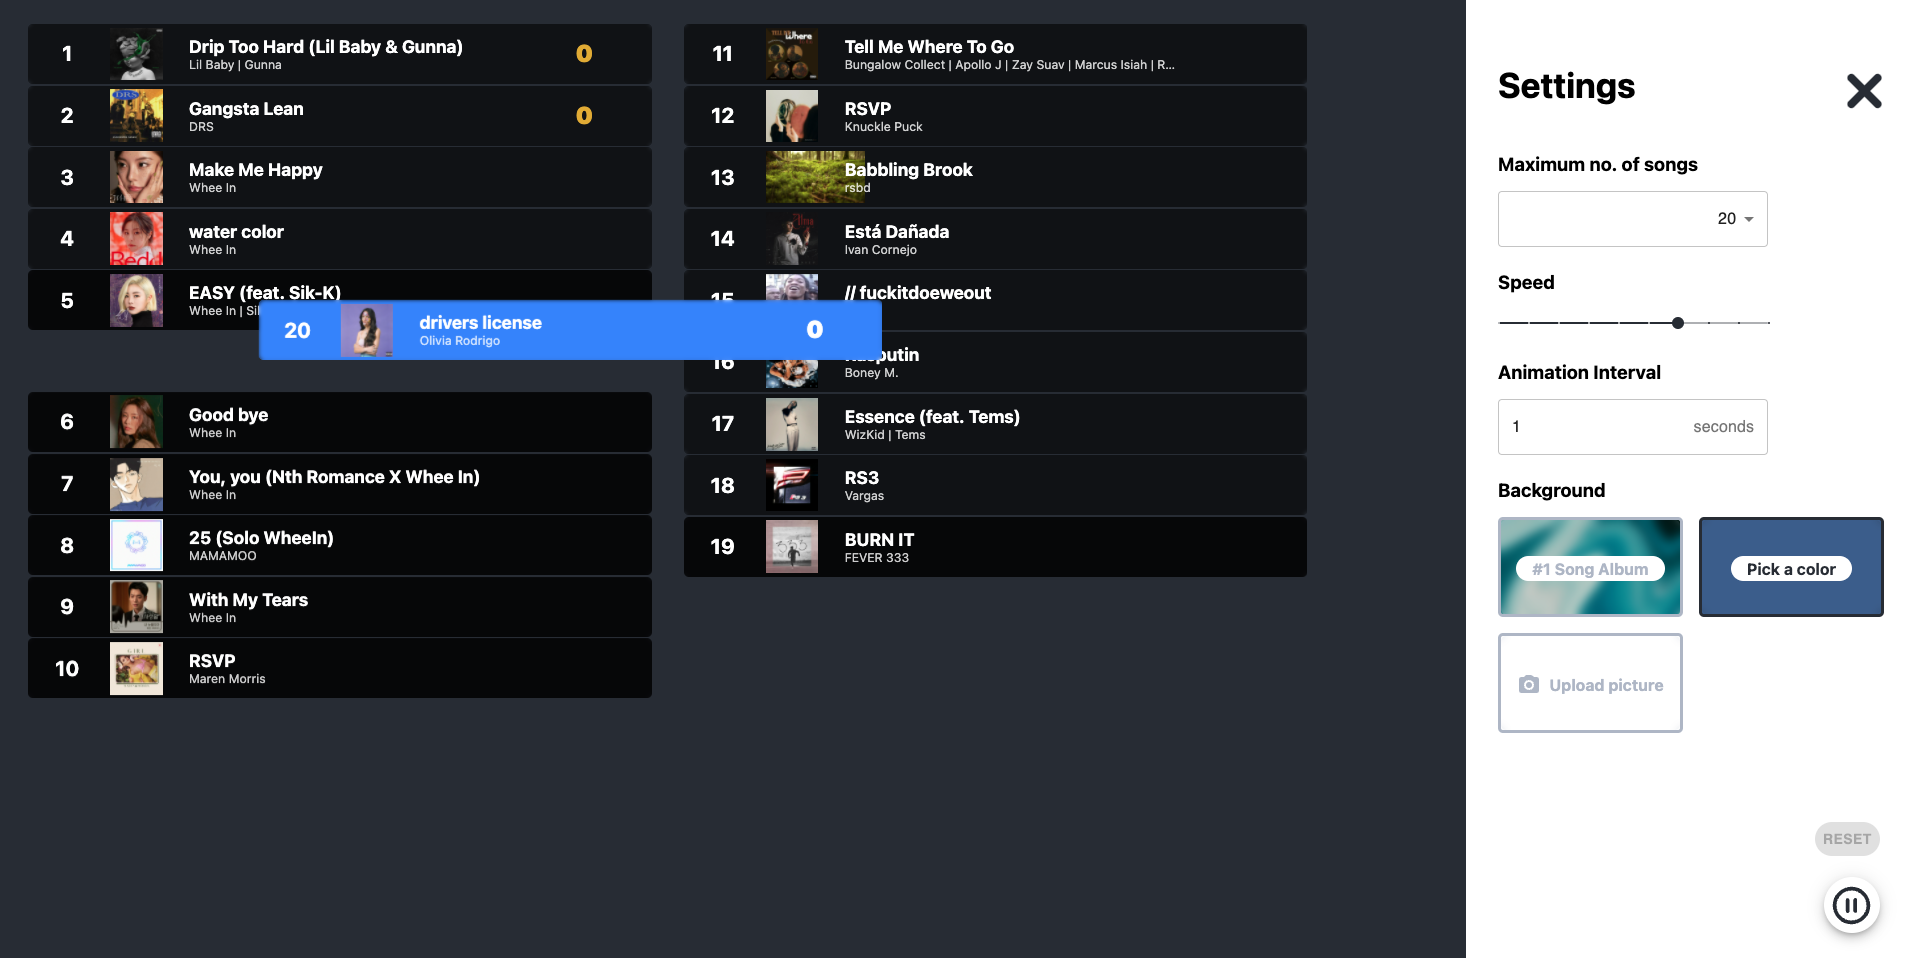 1
Drip Too Hard (Lil Baby & Gunna)
Lil Baby | Gunna
0
2
Gangsta Lean
DRS
0
3
Make Me Happy
Whee In
4
water color
Whee In
5
EASY (feat. Sik-K)
Whee In | Si
20
drivers license
Olivia Rodrigo
0
6
Good bye
Whee In
7
You, you (Nth Romance X Whee In)
Whee In
8
25 (Solo WheeIn)
MAMAMOO
9
With My Tears
Whee In
10
RSVP
Maren Morris
11
Tell Me Where To Go
Bungalow Collect | Apollo J | Zay Suav | Marcus Isiah | R...
12
RSVP
Knuckle Puck
13
Babbling Brook
rsbd
14
Está Dañada
Ivan Cornejo
15
// fuckitdoeweout
16
Rasputin
Boney M.
17
Essence (feat. Tems)
WizKid | Tems
18
RS3
Vargas
19
BURN IT
FEVER 333
Settings
Maximum no. of songs
20
Speed
Animation Interval
1 seconds
Background
#1 Song Album
Pick a color
Upload picture
RESET